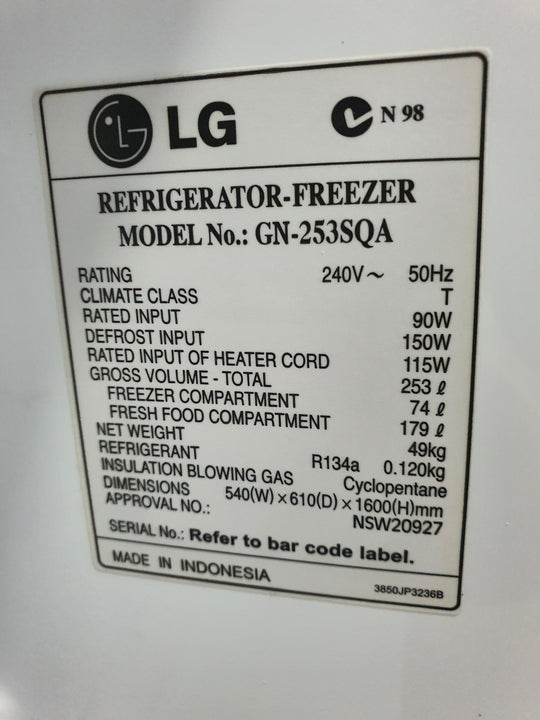 LG N 98
REFRIGERATOR-FREEZER
MODEL No.: GN-253SQA
RATING 240V~ 50Hz
CLIMATE CLASS T
RATED INPUT 90W
DEFROST INPUT 150W
RATED INPUT OF HEATER CORD 115W
GROSS VOLUME - TOTAL 253 ℓ
FREEZER COMPARTMENT 74 ℓ
FRESH FOOD COMPARTMENT 179 ℓ
NET WEIGHT 49kg
REFRIGERANT R134a 0.120kg
INSULATION BLOWING GAS Cyclopentane
DIMENSIONS 540(W)×610(D)×1600(H)mm
APPROVAL NO.: NSW20927
SERIAL No.: Refer to bar code label.
MADE IN INDONESIA 3850JP3236B